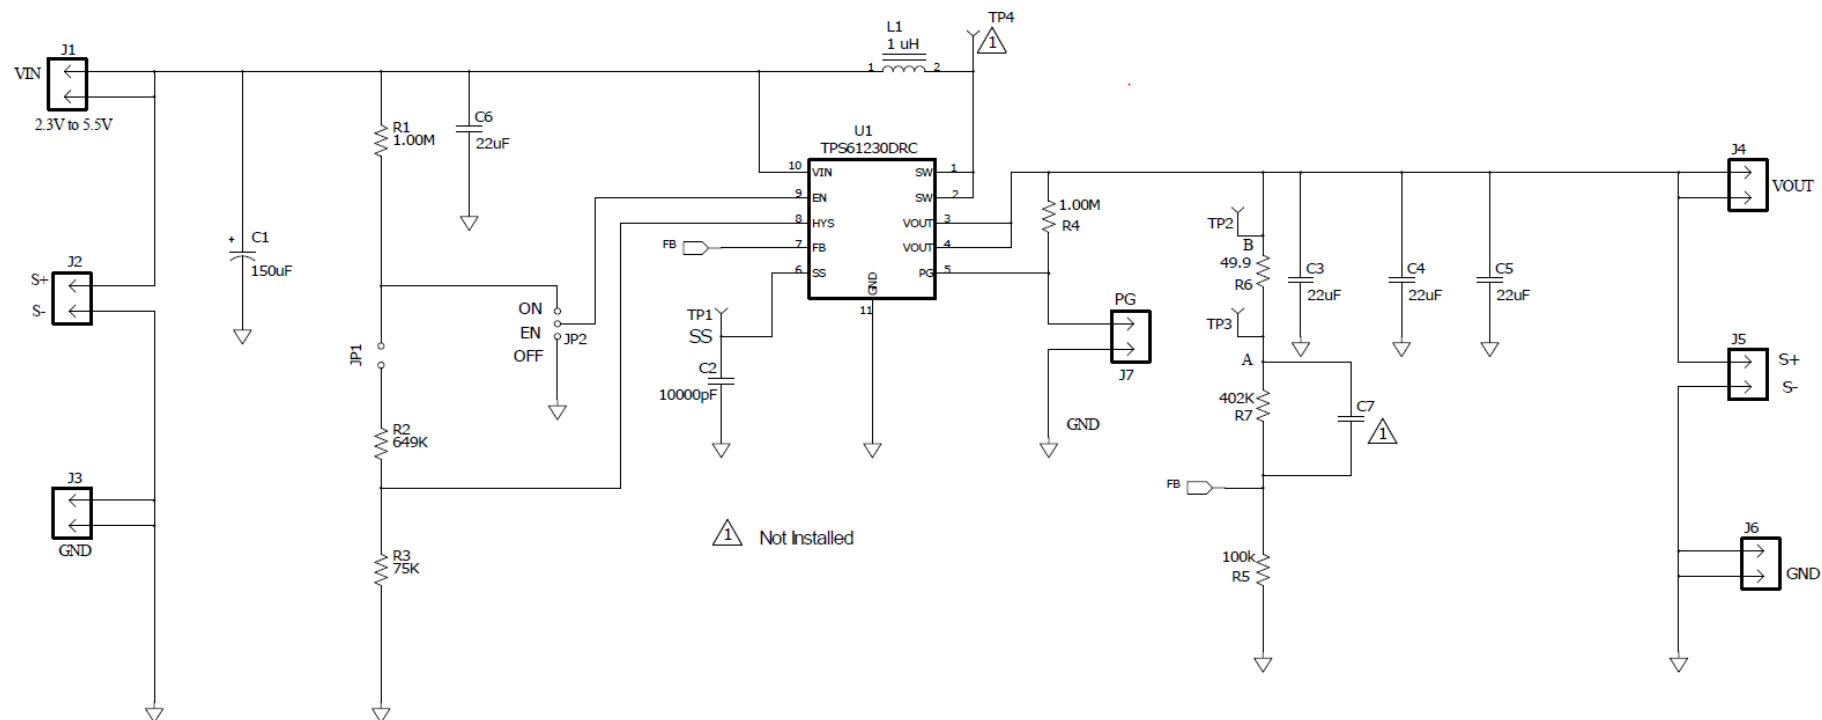 J1
VIN
2.3V to 5.5V
J2
S+
S-
J3
GND
+
C1
150uF
R1
1.00M
C6
22uF
JP1
ON
EN
OFF
JP2
R2
649K
R3
75K
L1
1 uH
1
2
TP4
1
U1
TPS61230DRC
10
VIN
9
EN
8
HYS
7
FB
6
SS
SW
1
SW
2
VOUT
3
VOUT
4
PG
5
GND
11
FB
TP1
SS
C2
10000pF
1 Not Installed
1.00M
R4
PG
J7
GND
TP2
B
49.9
R6
TP3
A
402K
R7
C7
1
FB
100k
R5
C3
22uF
C4
22uF
C5
22uF
J4
VOUT
J5
S+
S-
J6
GND